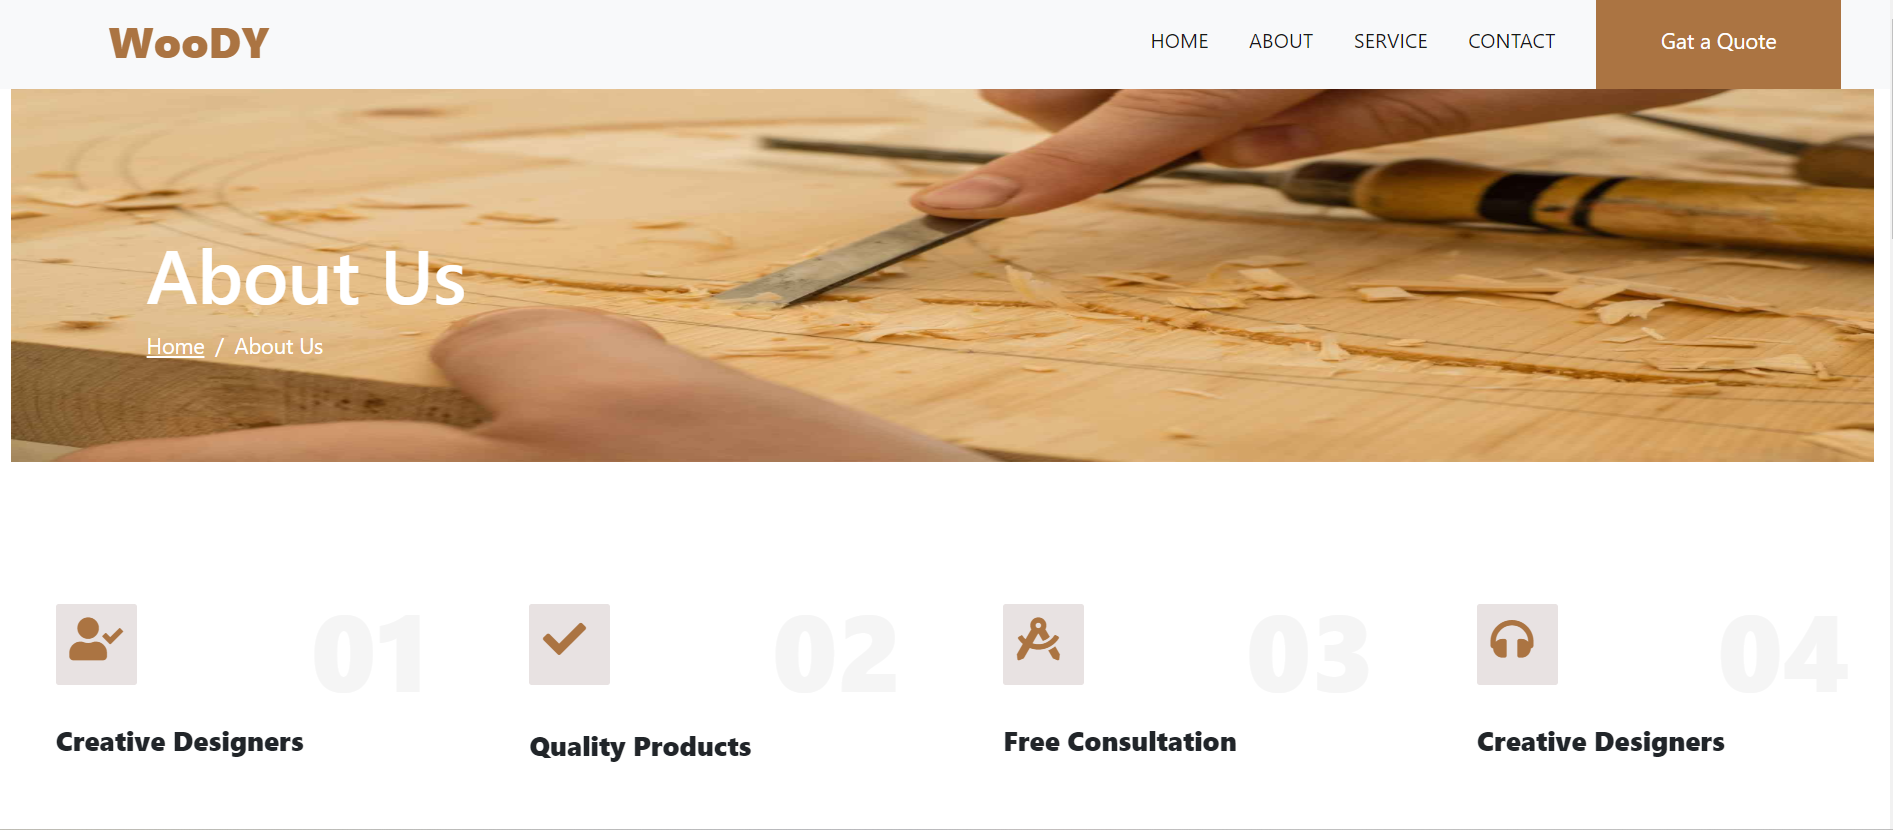 WooDY
HOME ABOUT SERVICE CONTACT Gat a Quote
About Us
Home / About Us
01 02 03 04
Creative Designers Quality Products Free Consultation Creative Designers